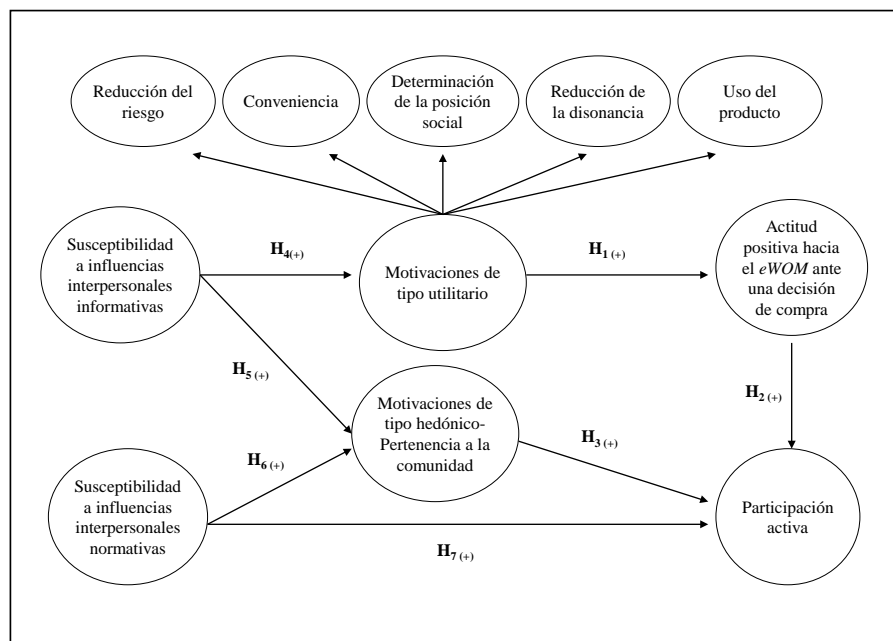 Reducción del
riesgo
Conveniencia
Determinación
de la posición
social
Reducción de
la disonancia
Uso del
producto
Susceptibilidad
a influencias
interpersonales
informativas
H4(+)
Motivaciones de
tipo utilitario
H1 (+)
Actitud
positiva hacia
el eWOM ante
una decisión
de compra
H5 (+)
H2 (+)
Motivaciones de
tipo hedónico-
Pertenencia a la
comunidad
H3 (+)
H6 (+)
Susceptibilidad
a influencias
interpersonales
normativas
Participación
activa
H7 (+)